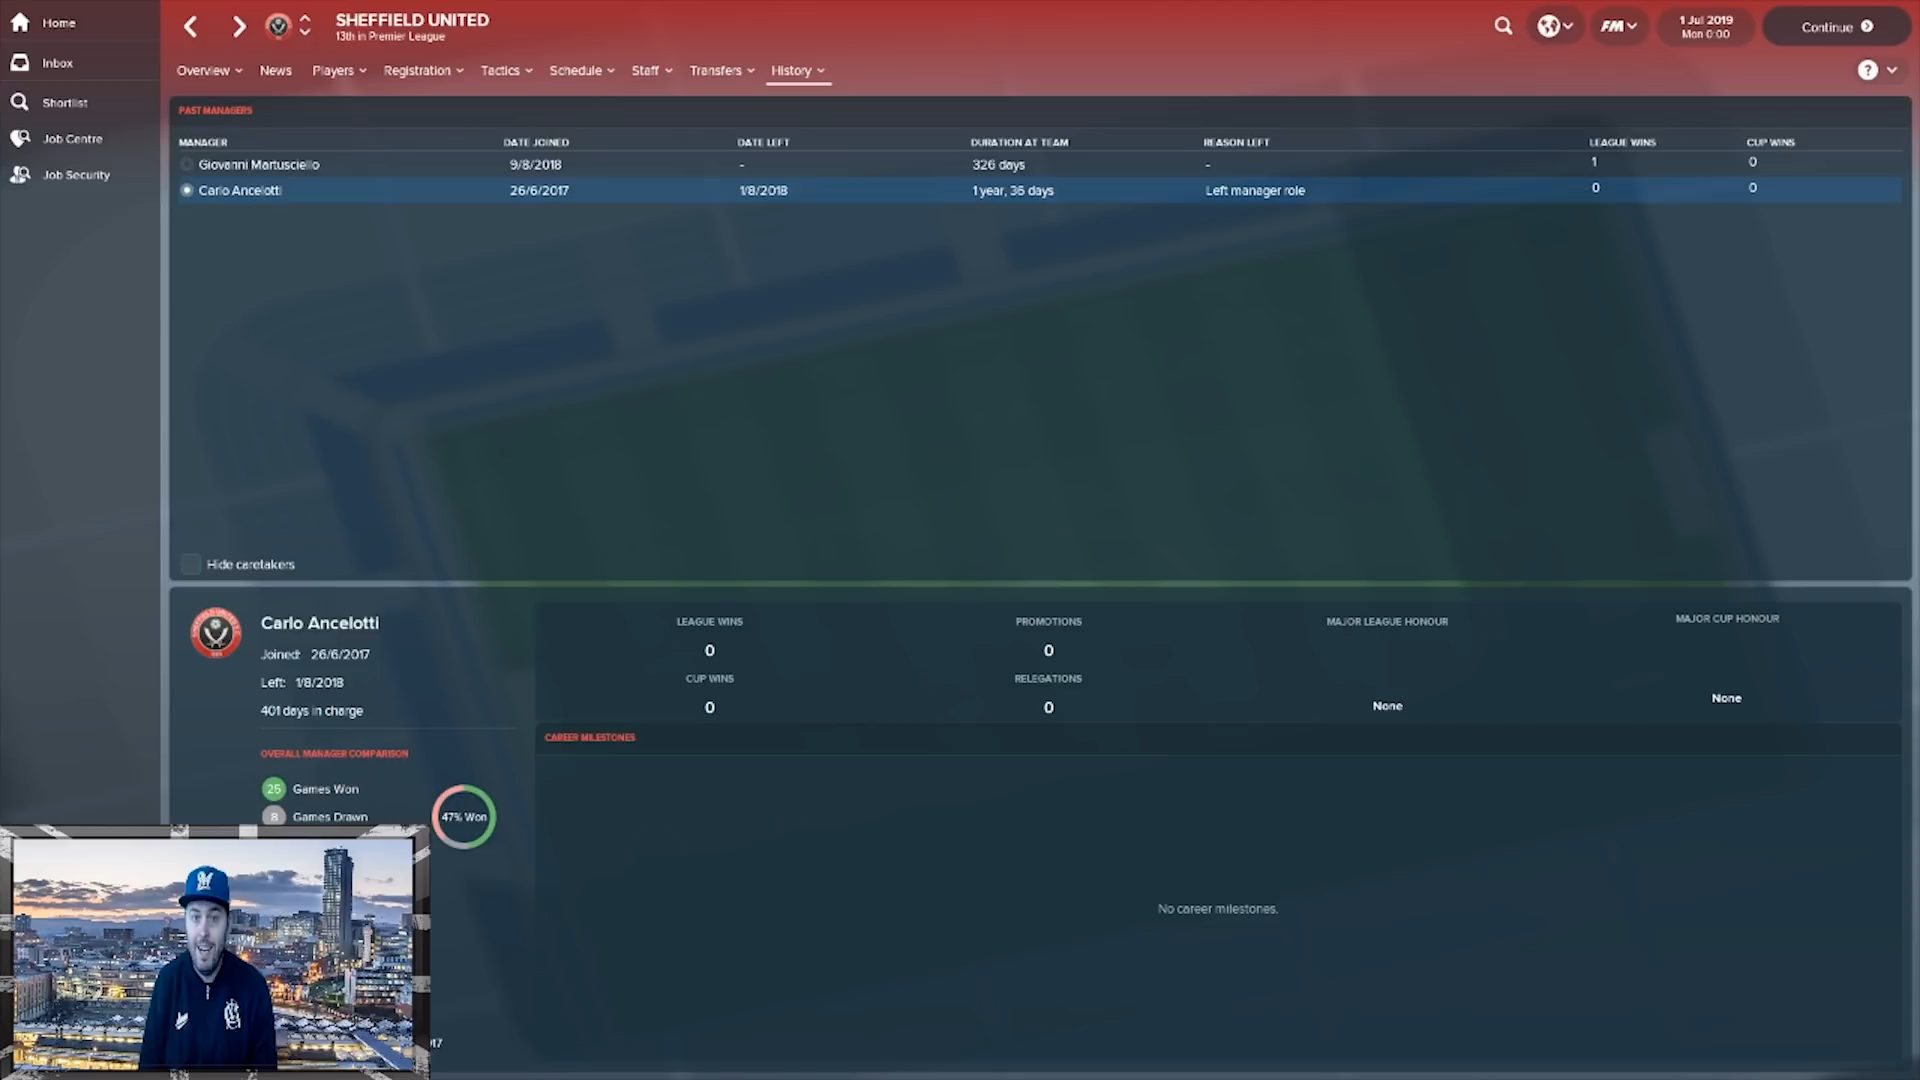 Home
Inbox
Shortlist
Job Centre
Job Security
SHEFFIELD UNITED
13th in Premier League
FM
1 Jul 2019
Mon 0:00
Continue
Overview News Players Registration Tactics Schedule Staff Transfers History
?
PAST MANAGERS
MANAGER DATE JOINED DATE LEFT DURATION AT TEAM REASON LEFT LEAGUE WINS CUP WINS
Giovanni Martusciello 9/8/2018 - 326 days - 1 0
Carlo Ancelotti 26/6/2017 1/8/2018 1 year, 36 days Left manager role 0 0
Hide caretakers
Carlo Ancelotti
Joined: 26/6/2017
Left: 1/8/2018
401 days in charge
OVERALL MANAGER COMPARISON
25 Games Won
8 Games Drawn
47% Won
LEAGUE WINS PROMOTIONS MAJOR LEAGUE HONOUR MAJOR CUP HONOUR
0 0
CUP WINS RELEGATIONS
0 0 None None
CAREER MILESTONES
No career milestones.